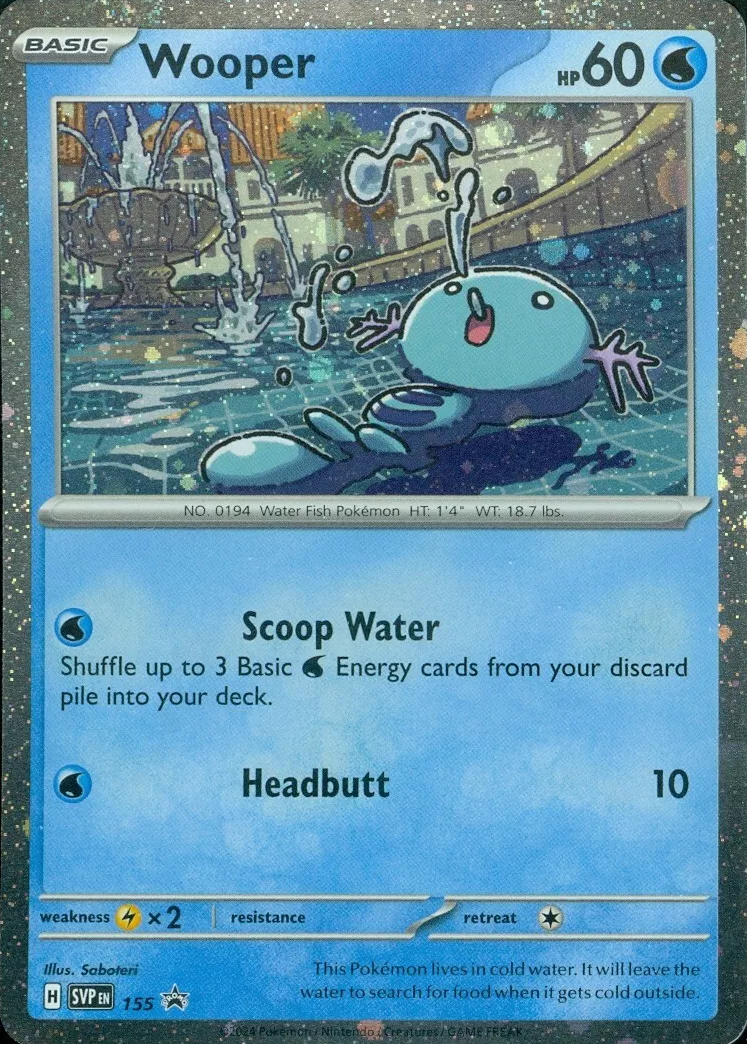 BASIC
Wooper
HP 60
NO. 0194 Water Fish Pokémon HT: 1'4" WT: 18.7 lbs.
Scoop Water
Shuffle up to 3 Basic Energy cards from your discard
pile into your deck.
Headbutt 10
weakness ×2 resistance retreat
Illus. Saboteri
This Pokémon lives in cold water. It will leave the
water to search for food when it gets cold outside.
H SVP EN 155 PROMO
©2024 Pokémon / Nintendo / Creatures / GAME FREAK